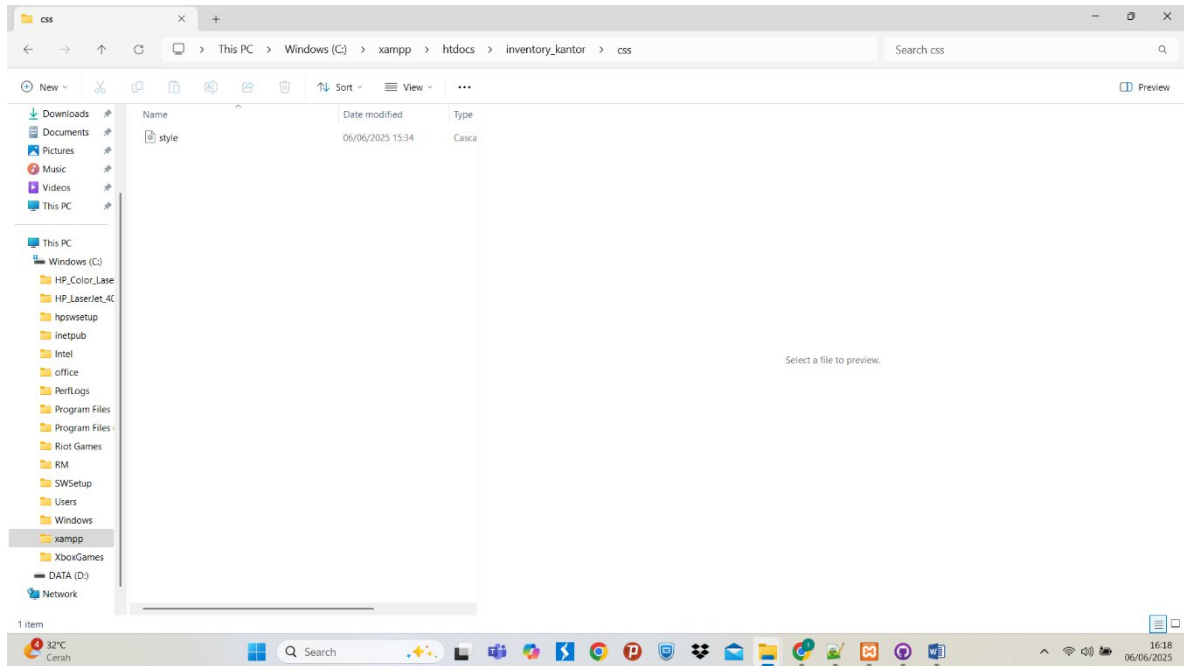 css
This PC > Windows (C:) > xampp > htdocs > inventory_kantor > css
Search css
New
Sort
View
Preview
Downloads
Documents
Pictures
Music
Videos
This PC
This PC
Windows (C:)
HP_Color_Lase
HP_LaserJet_40
hpswsetup
inetpub
Intel
office
PerfLogs
Program Files
Program Files
Riot Games
RM
SWSetup
Users
Windows
xampp
XboxGames
DATA (D:)
Network
Name Date modified Type
style 06/06/2025 15:34 Casca
Select a file to preview.
1 item
4
32°C
Cerah
Search
16:18
06/06/2025